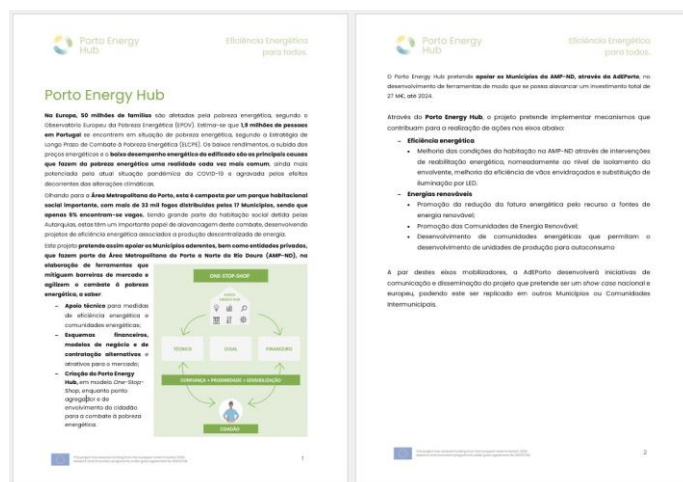 Porto Energy
Hub
Eficiência Energética
para todos.
Porto Energy Hub
Na Europa, 50 milhões de famílias são afetadas pela pobreza energética, segundo o
Observatório Europeu da Pobreza Energética (EPOV). Estima-se que 1,9 milhões de pessoas
em Portugal se encontrem em situação de pobreza energética, segundo a Estratégia de
Longo Prazo de Combate à Pobreza Energética (ELCPE). Os baixos rendimentos, a subida dos
preços energéticos e o baixo desempenho energético do edificado são as principais causas
que fazem da pobreza energética uma realidade cada vez mais comum, ainda mais
potenciada pela atual situação pandémica da COVID-19 e agravada pelos efeitos
decorrentes das alterações climáticas.
Olhando para a Área Metropolitana do Porto, esta é composta por um parque habitacional
social importante, com mais de 33 mil fogos distribuídos pelos 17 Municípios, sendo que
apenas 5% encontram-se vagos. Sendo grande parte da habitação social detida pelas
Autarquias, estas têm um importante papel de alavancagem deste combate, desenvolvendo
projetos de eficiência energética associados a produção descentralizada de energia.
Este projeto pretende assim apoiar os Municípios aderentes, bem como entidades privadas,
que fazem parte da Área Metropolitana do Porto a Norte do Rio Douro (AMP-ND), na
elaboração de ferramentas que
mitiguem barreiras de mercado e
agilizem o combate à pobreza
energética, a saber:
- Apoio técnico para medidas
de eficiência energética e
comunidades energéticas;
- Esquemas financeiros,
modelos de negócio e de
contratação alternativos e
atrativos para o mercado;
- Criação do Porto Energy
Hub, em modelo One-Stop-
Shop, enquanto ponto
agregador e de
envolvimento do cidadão
para a combate à pobreza
energética.
ONE-STOP-SHOP
PORTO
ENERGY HUB
TÉCNICO
LEGAL
FINANCEIRO
CONFIANÇA + PROXIMIDADE + SENSIBILIZAÇÃO
CIDADÃO
1
Porto Energy
Hub
Eficiência Energética
para todos.
O Porto Energy Hub pretende apoiar os Municípios da AMP-ND, através da AdEPorto, no
desenvolvimento de ferramentas de modo que se possa alavancar um investimento total de
27 M€, até 2024.
Através do Porto Energy Hub, o projeto pretende implementar mecanismos que
contribuam para a realização de ações nos eixos abaixo:
- Eficiência energética
• Melhoria das condições da habitação na AMP-ND através de intervenções
de reabilitação energética, nomeadamente ao nível de isolamento da
envolvente, melhoria da eficiência de vãos envidraçados e substituição de
iluminação por LED.
- Energias renováveis
• Promoção da redução da fatura energética pelo recurso a fontes de
energia renovável;
• Promoção das Comunidades de Energia Renovável;
• Desenvolvimento de comunidades energéticas que permitam o
desenvolvimento de unidades de produção para autoconsumo
A par destes eixos mobilizadores, a AdEPorto desenvolverá iniciativas de
comunicação e disseminação do projeto que pretende ser um show case nacional e
europeu, podendo este ser replicado em outros Municípios ou Comunidades
Intermunicipais.
2